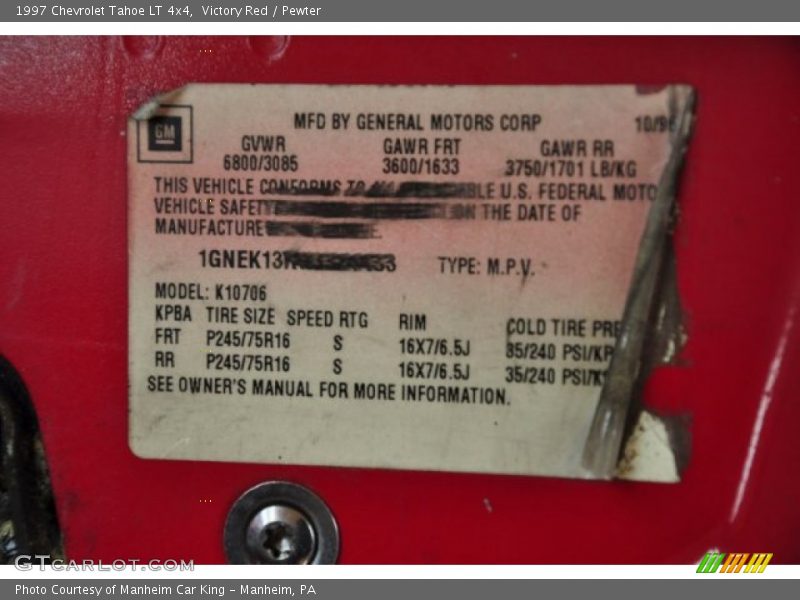 1997 Chevrolet Tahoe LT 4x4, Victory Red / Pewter
GM
MFD BY GENERAL MOTORS CORP 10/96
GVWR GAWR FRT GAWR RR
6800/3085 3600/1633 3750/1701 LB/KG
THIS VEHICLE CONFORMS TO U.S. FEDERAL MOTO
VEHICLE SAFETY ON THE DATE OF
MANUFACTURE
1GNEK13 TYPE: M.P.V.
MODEL: K10706
KPBA TIRE SIZE SPEED RTG RIM COLD TIRE PRE
FRT P245/75R16 S 16X7/6.5J 35/240 PSI/KP
RR P245/75R16 S 16X7/6.5J 35/240 PSI/K
SEE OWNER'S MANUAL FOR MORE INFORMATION.
GTCARLOT.COM
Photo Courtesy of Manheim Car King - Manheim, PA